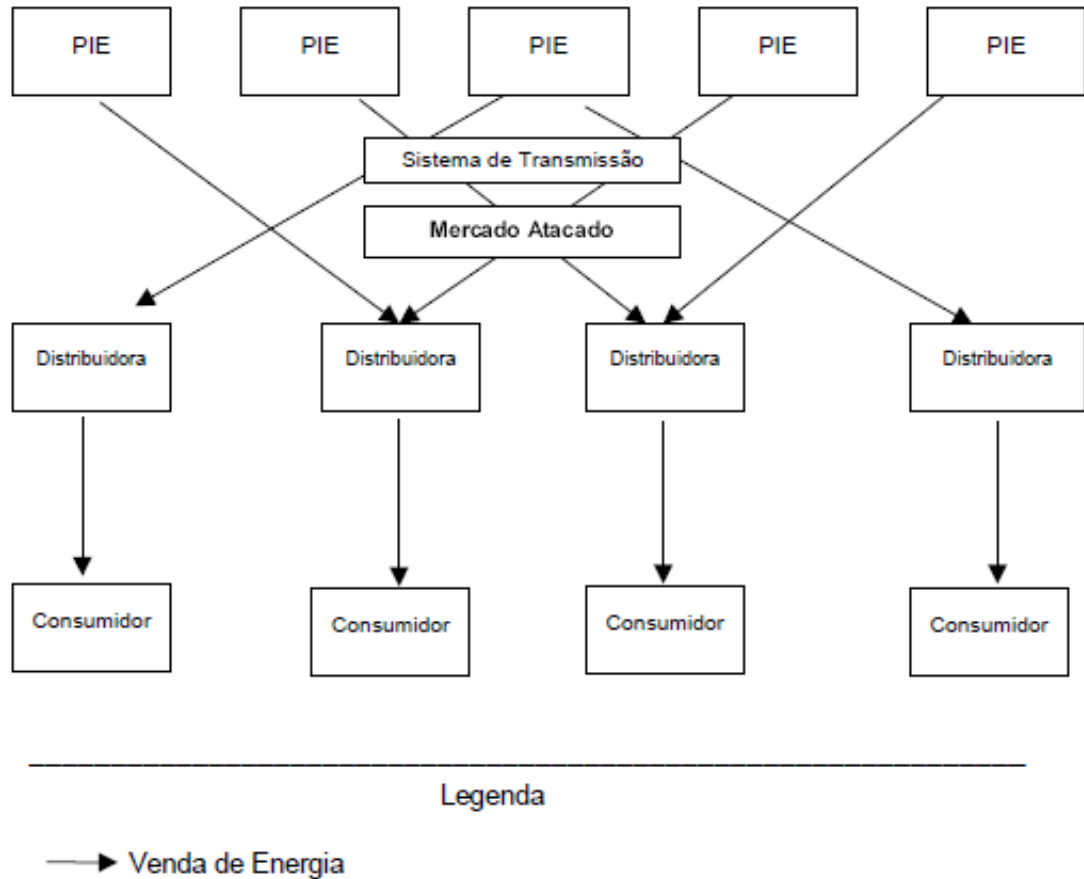 PIE
PIE
PIE
PIE
PIE
Sistema de Transmissão
Mercado Atacado
Distribuidora
Distribuidora
Distribuidora
Distribuidora
Consumidor
Consumidor
Consumidor
Consumidor
Legenda
Venda de Energia